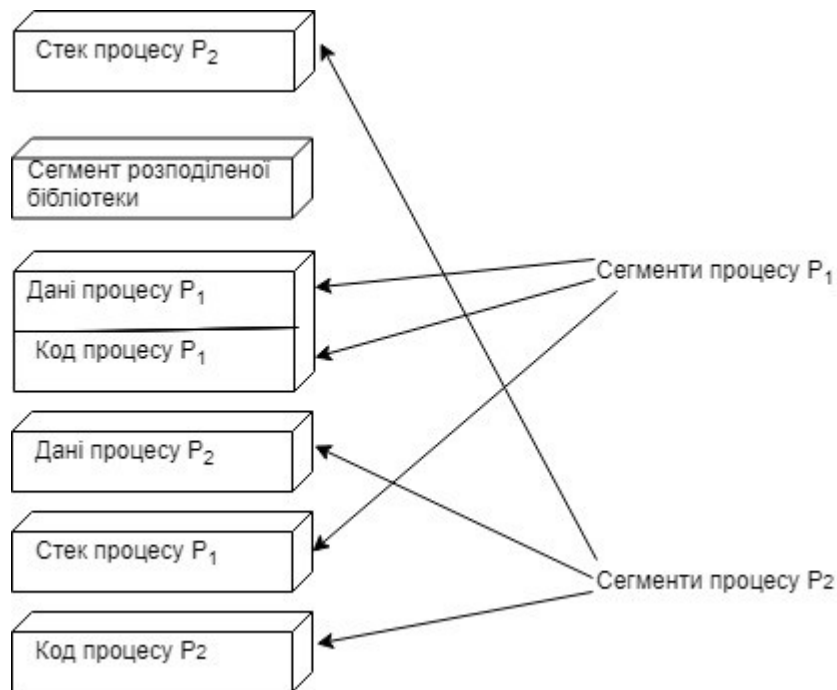 Стек процесу P2
Сегмент розподіленої
бібліотеки
Дані процесу P1
Сегменти процесу P1
Код процесу P1
Дані процесу P2
Стек процесу P1
Сегменти процесу P2
Код процесу P2